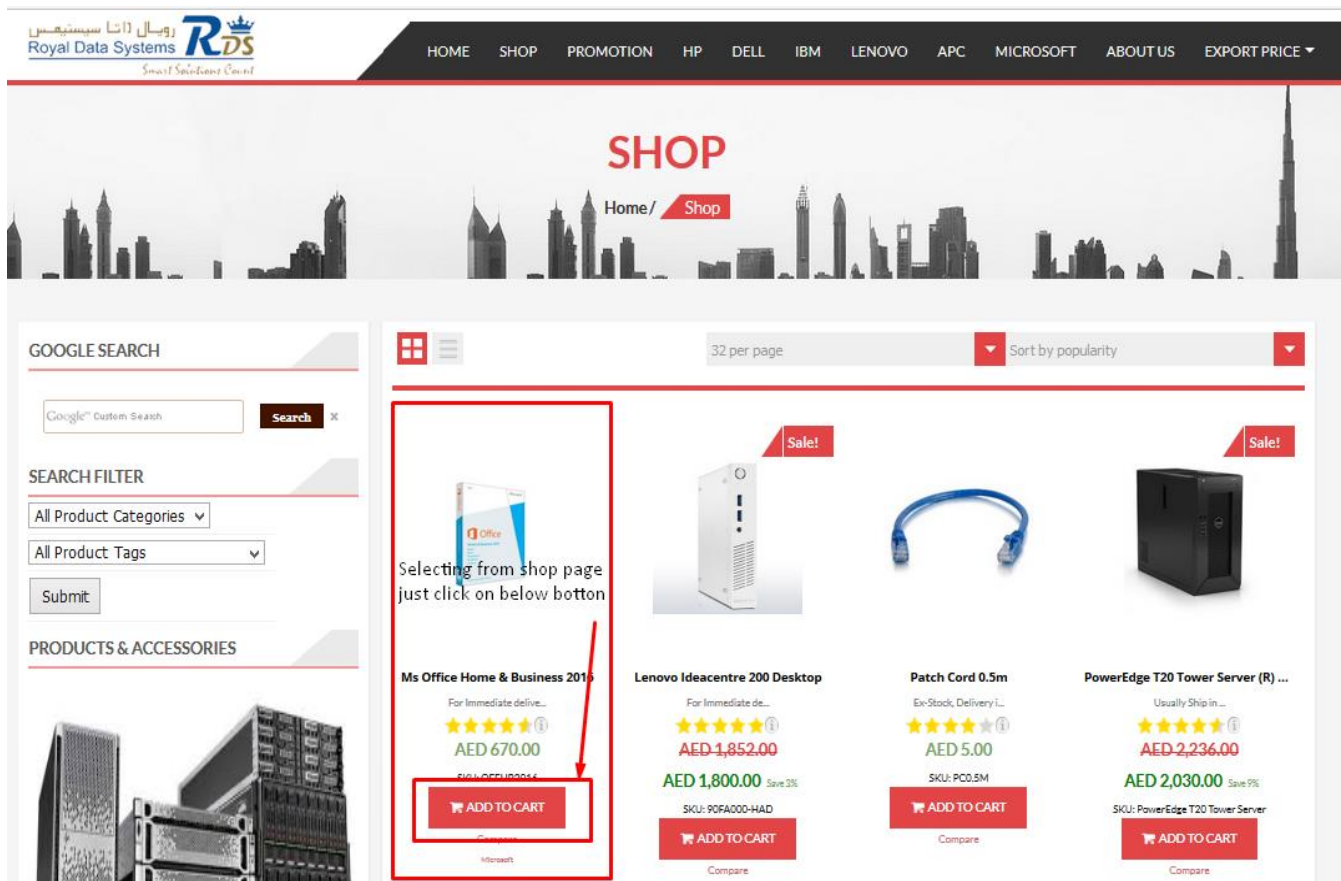 رويال داتا سيستيمس
Royal Data Systems
RDS
Smart Solutions Count
HOME SHOP PROMOTION HP DELL IBM LENOVO APC MICROSOFT ABOUT US EXPORT PRICE
SHOP
Home / Shop
GOOGLE SEARCH
Google™ Custom Search
Search ×
SEARCH FILTER
All Product Categories
All Product Tags
Submit
PRODUCTS & ACCESSORIES
32 per page
Sort by popularity
Sale!
Sale!
Office
Selecting from shop page
just click on below botton
Ms Office Home & Business 2016
For Immediate delive...
AED 670.00
SKU: OFFHB2016
ADD TO CART
Compare
Microsoft
Lenovo Ideacentre 200 Desktop
For Immediate de...
AED 1,852.00
AED 1,800.00 Save 3%
SKU: 90FA000-HAD
ADD TO CART
Compare
Patch Cord 0.5m
Ex-Stock, Delivery i...
AED 5.00
SKU: PC0.5M
ADD TO CART
Compare
PowerEdge T20 Tower Server (R) ...
Usually Ship in ...
AED 2,236.00
AED 2,030.00 Save 9%
SKU: PowerEdge T20 Tower Server
ADD TO CART
Compare